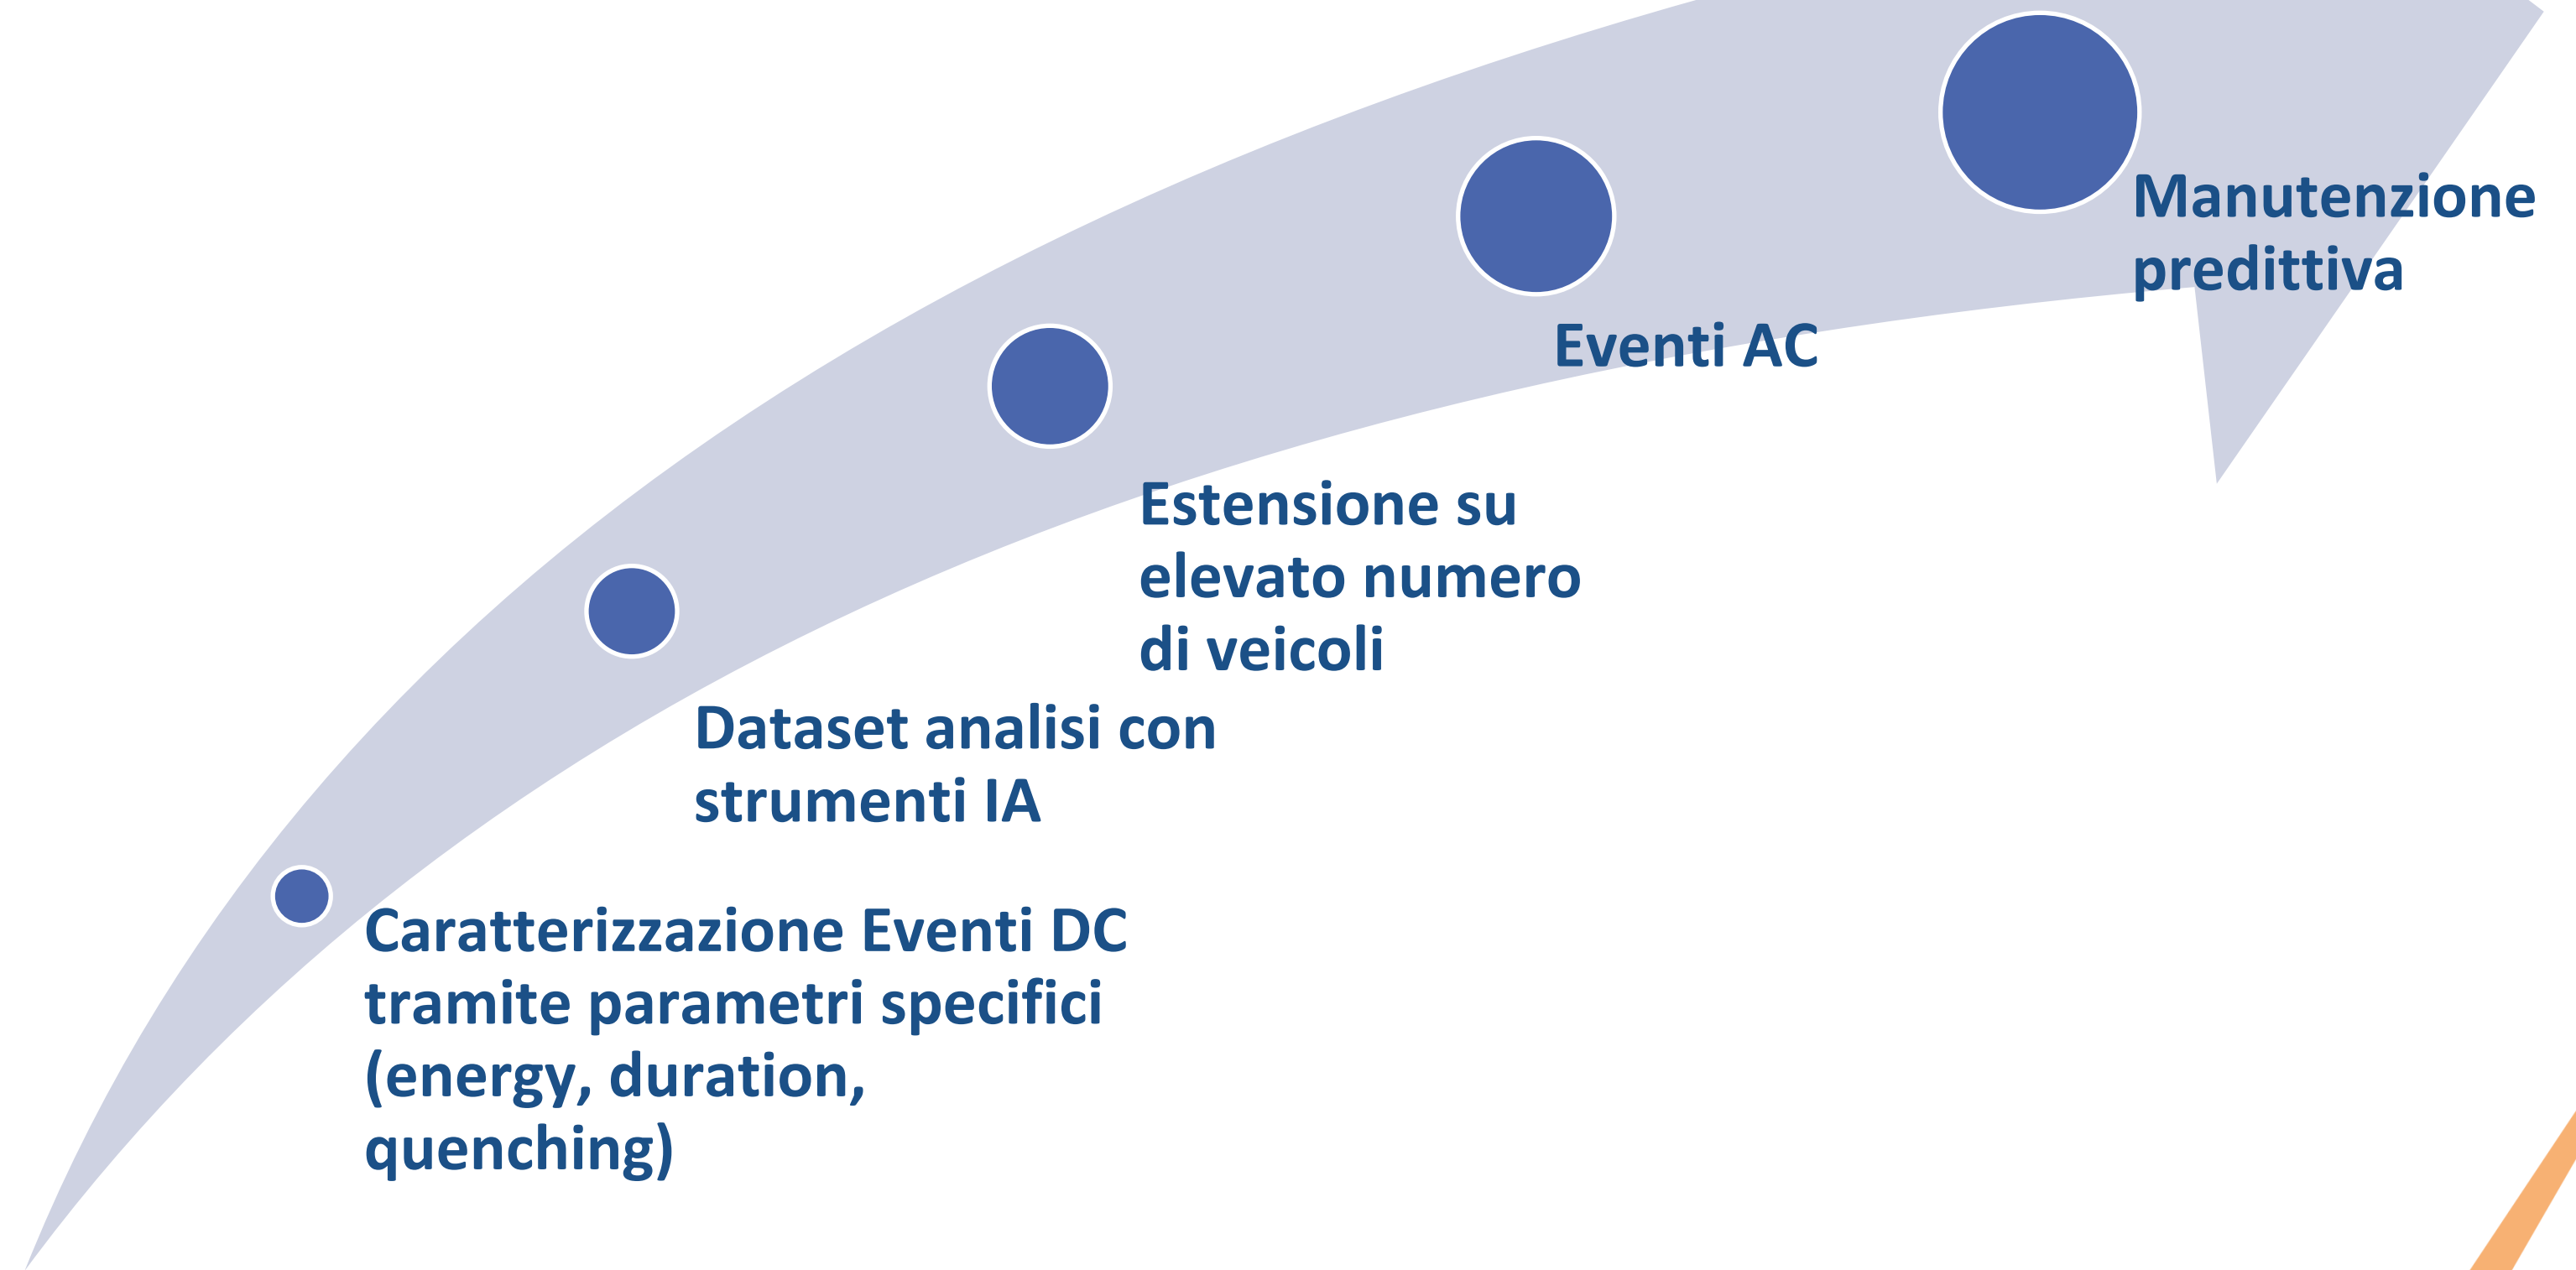 Manutenzione
predittiva
Eventi AC
Estensione su
elevato numero
di veicoli
Dataset analisi con
strumenti IA
Caratterizzazione Eventi DC
tramite parametri specifici
(energy, duration,
quenching)